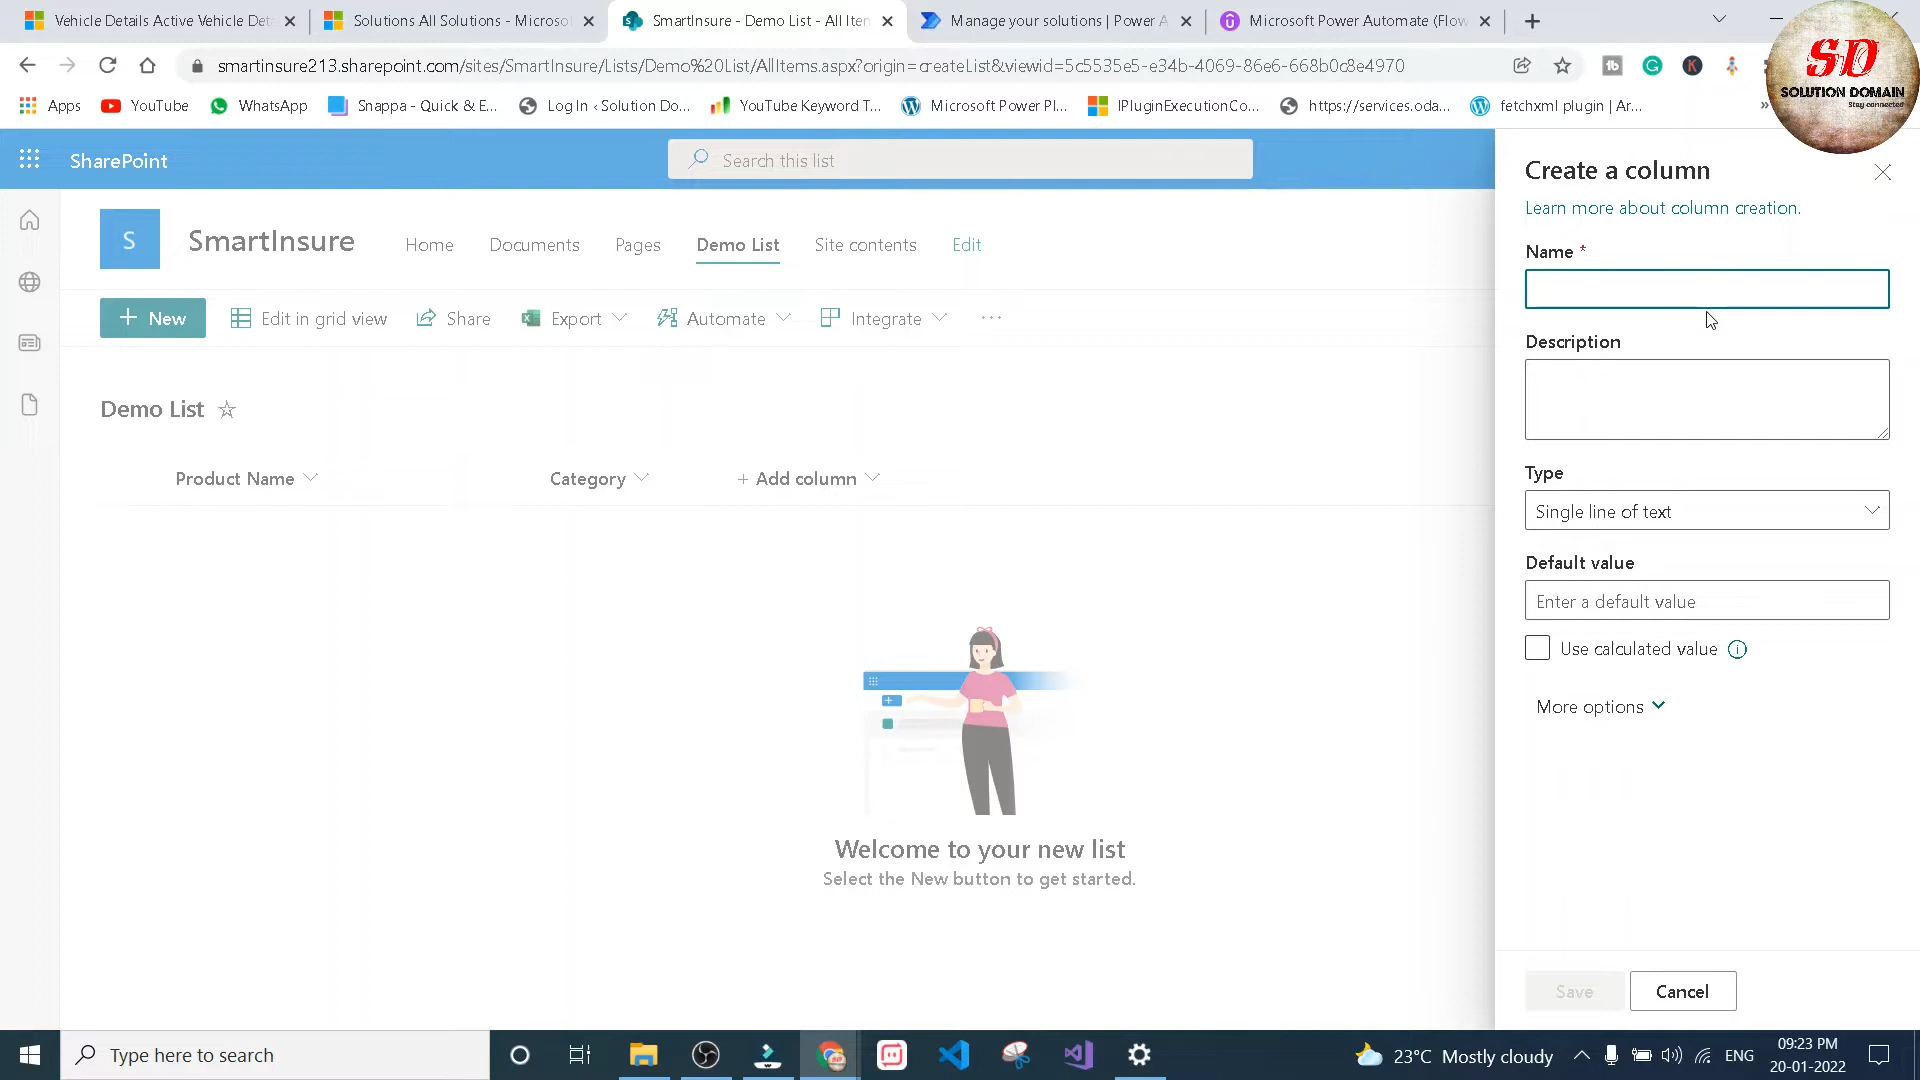 Vehicle Details Active Vehicle Deta
Solutions All Solutions - Microsof
SmartInsure - Demo List - All Item
Manage your solutions | Power A
Microsoft Power Automate (Flow
smartinsure213.sharepoint.com/sites/SmartInsure/Lists/Demo%20List/AllItems.aspx?origin=createList&viewid=5c5535e5-e34b-4069-86e6-668b0c8e4970
Apps
YouTube
WhatsApp
Snappa - Quick & E...
Log In ‹ Solution Do...
YouTube Keyword T...
Microsoft Power Pl...
IPluginExecutionCo...
https://services.oda...
fetchxml plugin | Ar...
»
SD
SOLUTION DOMAIN
Stay connected
SharePoint
Search this list
S
SmartInsure
Home
Documents
Pages
Demo List
Site contents
Edit
+ New
Edit in grid view
Share
Export
Automate
Integrate
...
Demo List
Product Name
Category
+ Add column
Welcome to your new list
Select the New button to get started.
Create a column
Learn more about column creation.
Name *
Description
Type
Single line of text
Default value
Enter a default value
Use calculated value
More options
Save
Cancel
Type here to search
23°C Mostly cloudy
ENG
09:23 PM
20-01-2022